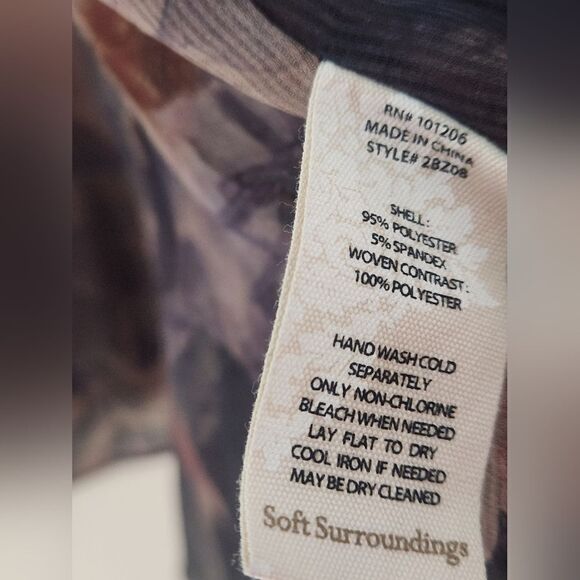 RN# 101206
MADE IN CHINA
STYLE# 2BZ08
SHELL:
95% POLYESTER
5% SPANDEX
WOVEN CONTRAST:
100% POLYESTER
HAND WASH COLD
SEPARATELY
ONLY NON-CHLORINE
BLEACH WHEN NEEDED
LAY FLAT TO DRY
COOL IRON IF NEEDED
MAY BE DRY CLEANED
Soft Surroundings